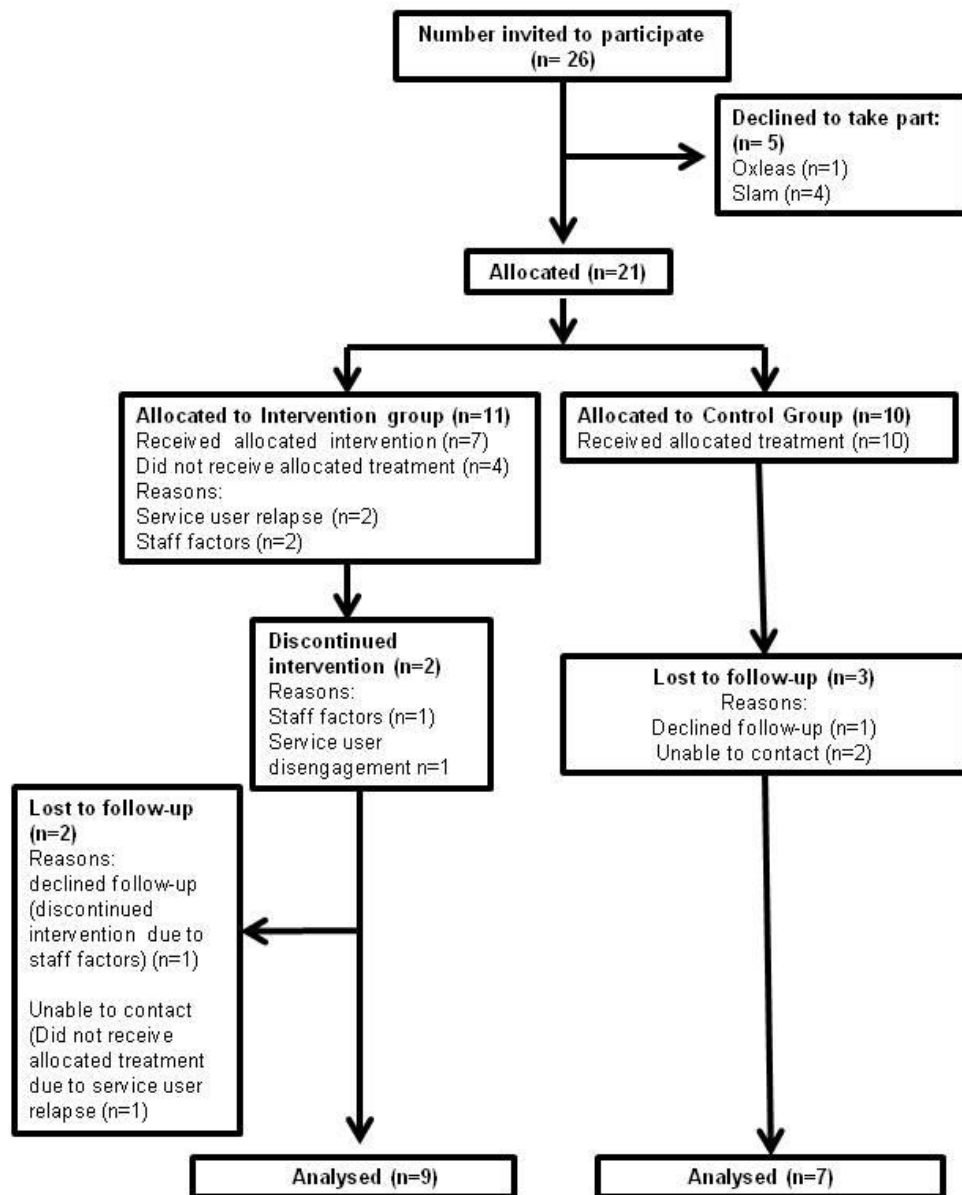 Number invited to participate
(n= 26)
Declined to take part:
(n= 5)
Oxleas (n=1)
Slam (n=4)
Allocated (n=21)
Allocated to Intervention group (n=11)
Received allocated intervention (n=7)
Did not receive allocated treatment (n=4)
Reasons:
Service user relapse (n=2)
Staff factors (n=2)
Allocated to Control Group (n=10)
Received allocated treatment (n=10)
Discontinued
intervention (n=2)
Reasons:
Staff factors (n=1)
Service user
disengagement n=1
Lost to follow-up (n=3)
Reasons:
Declined follow-up (n=1)
Unable to contact (n=2)
Lost to follow-up
(n=2)
Reasons:
declined follow-up
(discontinued
intervention due to
staff factors) (n=1)
Unable to contact
(Did not receive
allocated treatment
due to service user
relapse (n=1)
Analysed (n=9)
Analysed (n=7)